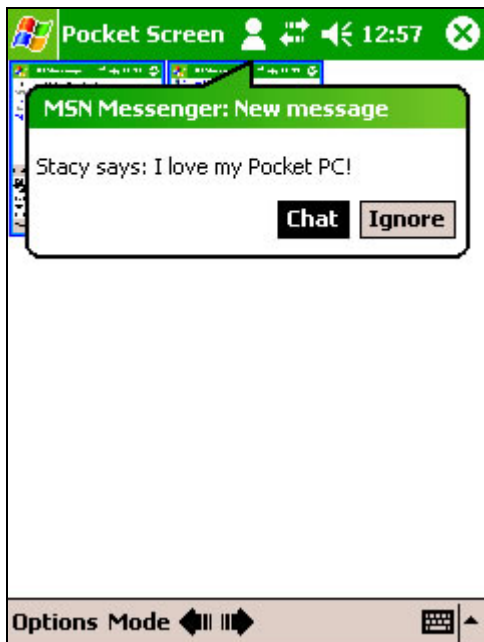 Pocket Screen 12:57
MSN Messenger: New message
Stacy says: I love my Pocket PC!
Chat Ignore
Options Mode